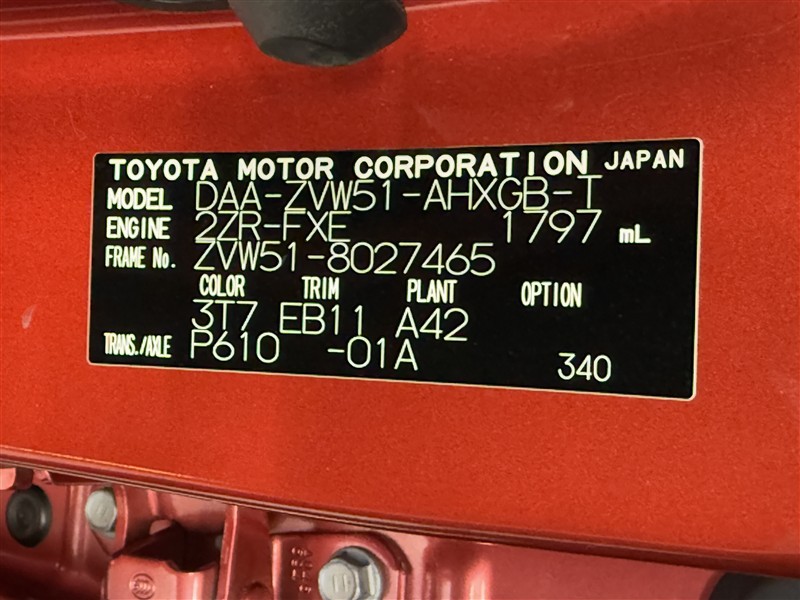 TOYOTA MOTOR CORPORATION JAPAN
MODEL DAA-ZVW51-AHXGB-T
ENGINE 2ZR-FXE 1797 mL
FRAME No. ZVW51-8027465
COLOR TRIM PLANT OPTION
3T7 EB11 A42
TRANS./AXLE P610 -01A 340